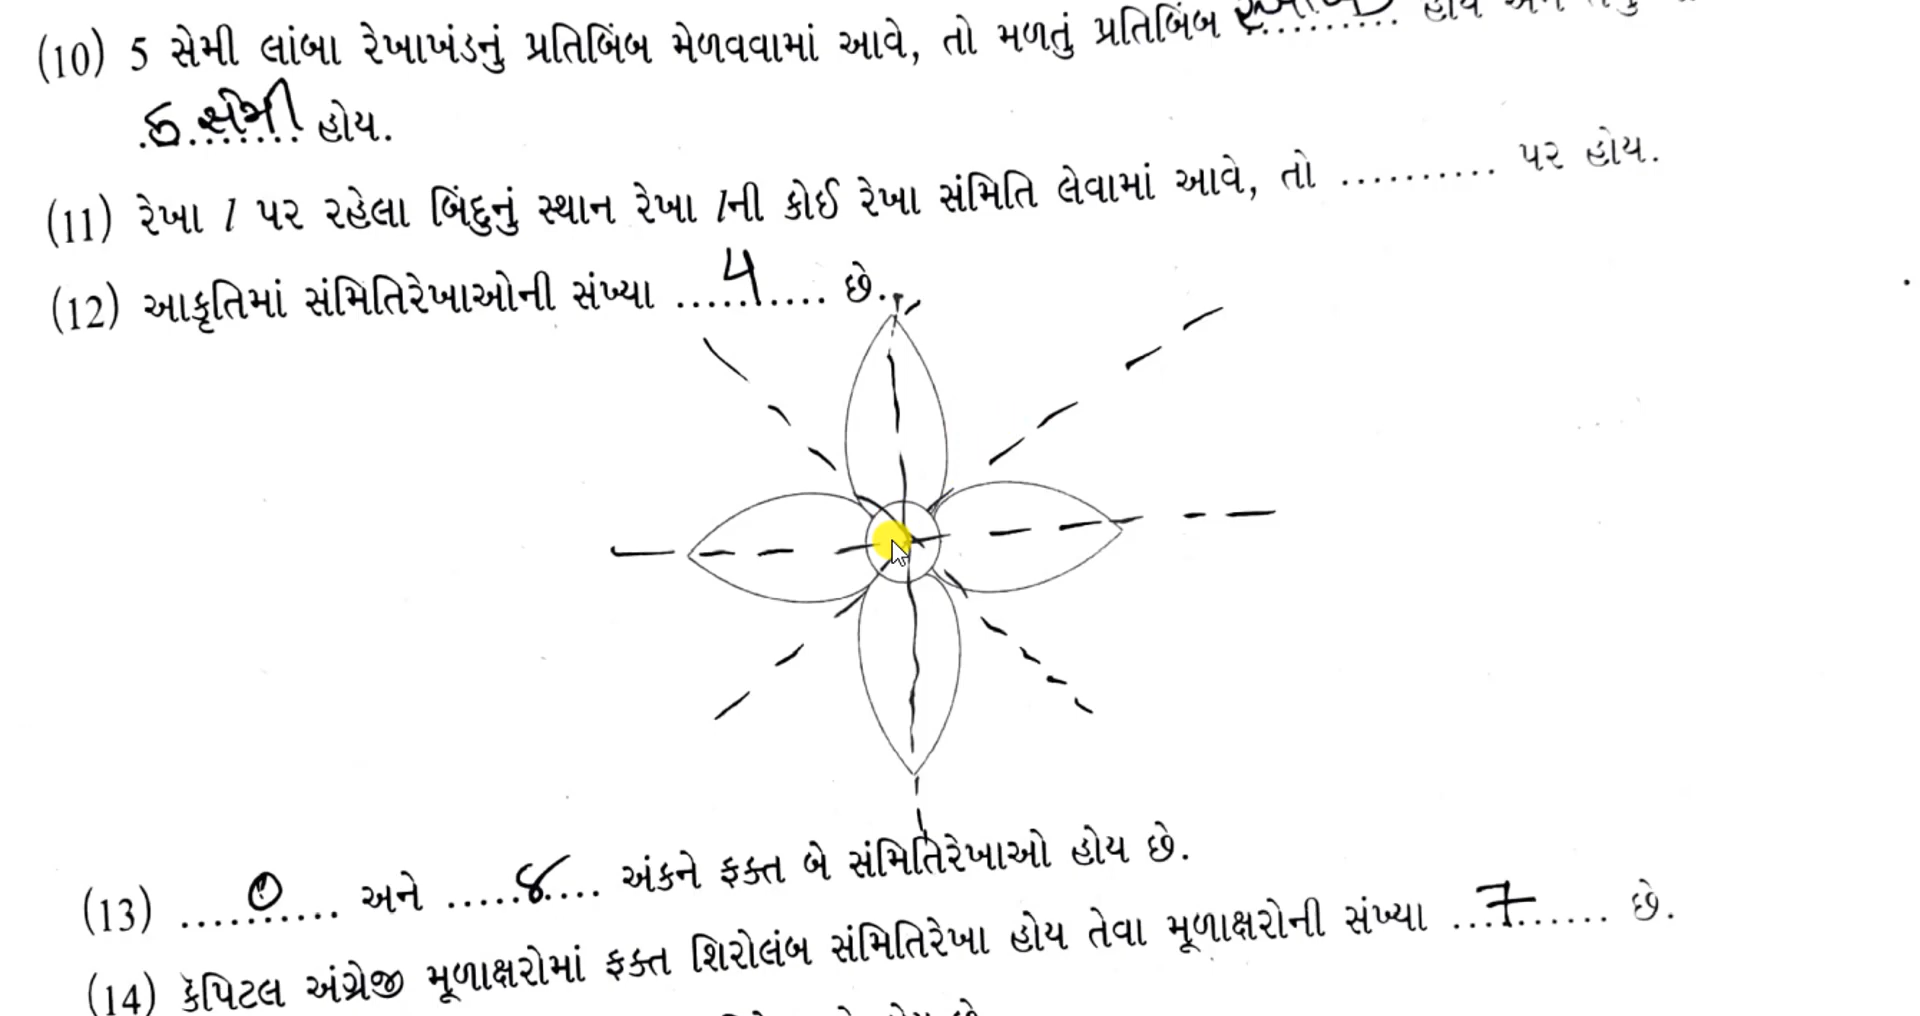 (10) 5 સેમી લાંબા રેખાખંડનું પ્રતિબિંબ મેળવવામાં આવે, તો મળતું પ્રતિબિંબ .......... હોય અને
5 સેમી હોય.
(11) રેખા l પર રહેલા બિંદુનું સ્થાન રેખા lની કોઈ રેખા સંમિતિ લેવામાં આવે, તો .......... પર હોય.
(12) આકૃતિમાં સંમિતિરેખાઓની સંખ્યા ....4.... છે.
(13) ....0.... અને ....8.... અંકને ફક્ત બે સંમિતિરેખાઓ હોય છે.
(14) કૅપિટલ અંગ્રેજી મૂળાક્ષરોમાં ફક્ત શિરોલંબ સંમિતિરેખા હોય તેવા મૂળાક્ષરોની સંખ્યા ....7.... છે.